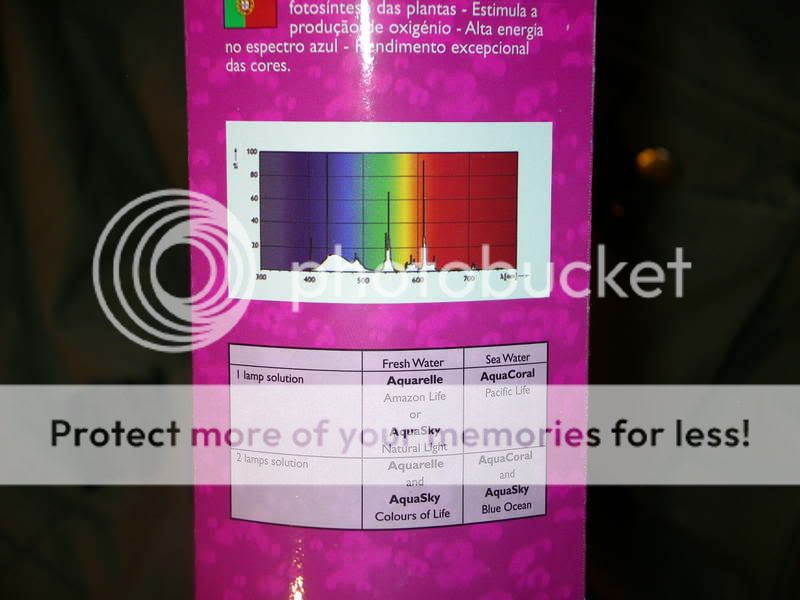 fotosíntese das plantas - Estimula a
produção de oxigénio - Alta energia
no espectro azul - Rendimento excepcional
das cores.
100
80
60
40
20
300 400 500 600 700 λ[nm]
photobucket
Fresh Water Sea Water
1 lamp solution Aquarelle AquaCoral
Amazon Life Pacific Life
or
AquaSky
Natural Light
Protect more of your memories for less!
2 lamps solution Aquarelle AquaCoral
and and
AquaSky AquaSky
Colours of Life Blue Ocean